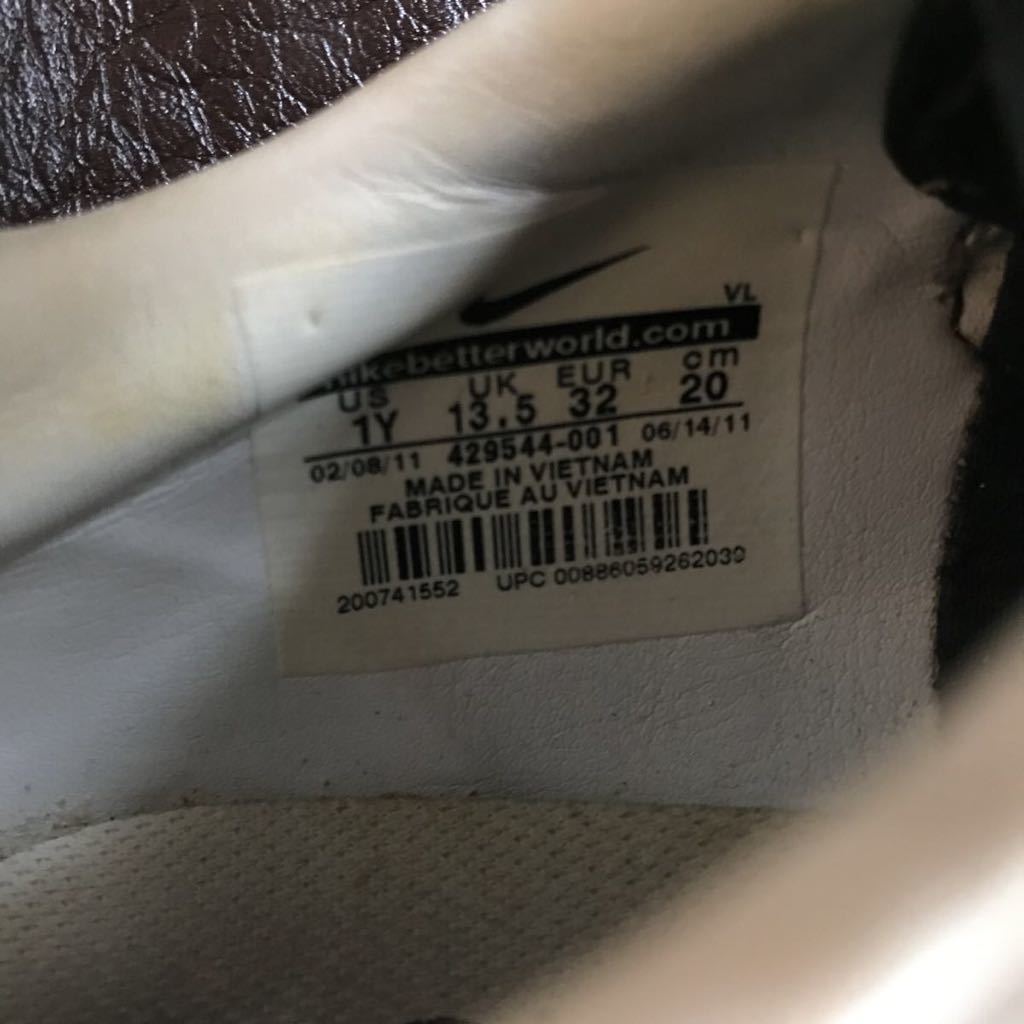 VL
nikebetterworld.com
US UK EUR cm
1Y 13.5 32 20
02/08/11 429544-001 06/14/11
MADE IN VIETNAM
FABRIQUE AU VIETNAM
200741552 UPC 00886059262039